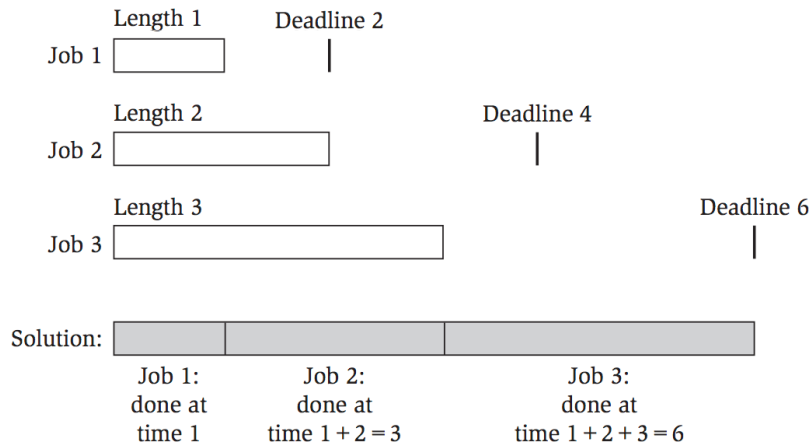 Length 1
Deadline 2
Job 1
Length 2
Deadline 4
Job 2
Length 3
Deadline 6
Job 3
Solution:
Job 1:
done at
time 1
Job 2:
done at
time 1 + 2 = 3
Job 3:
done at
time 1 + 2 + 3 = 6